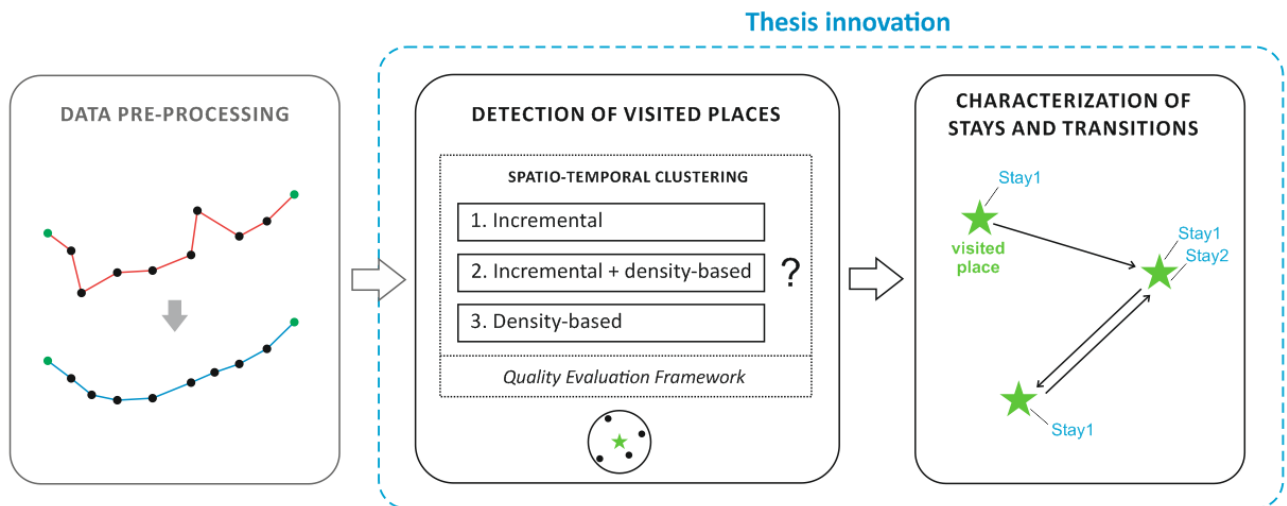 Thesis innovation
DATA PRE-PROCESSING
DETECTION OF VISITED PLACES
SPATIO-TEMPORAL CLUSTERING
1. Incremental
2. Incremental + density-based
?
3. Density-based
Quality Evaluation Framework
CHARACTERIZATION OF
STAYS AND TRANSITIONS
Stay1
visited
place
Stay1
Stay2
Stay1